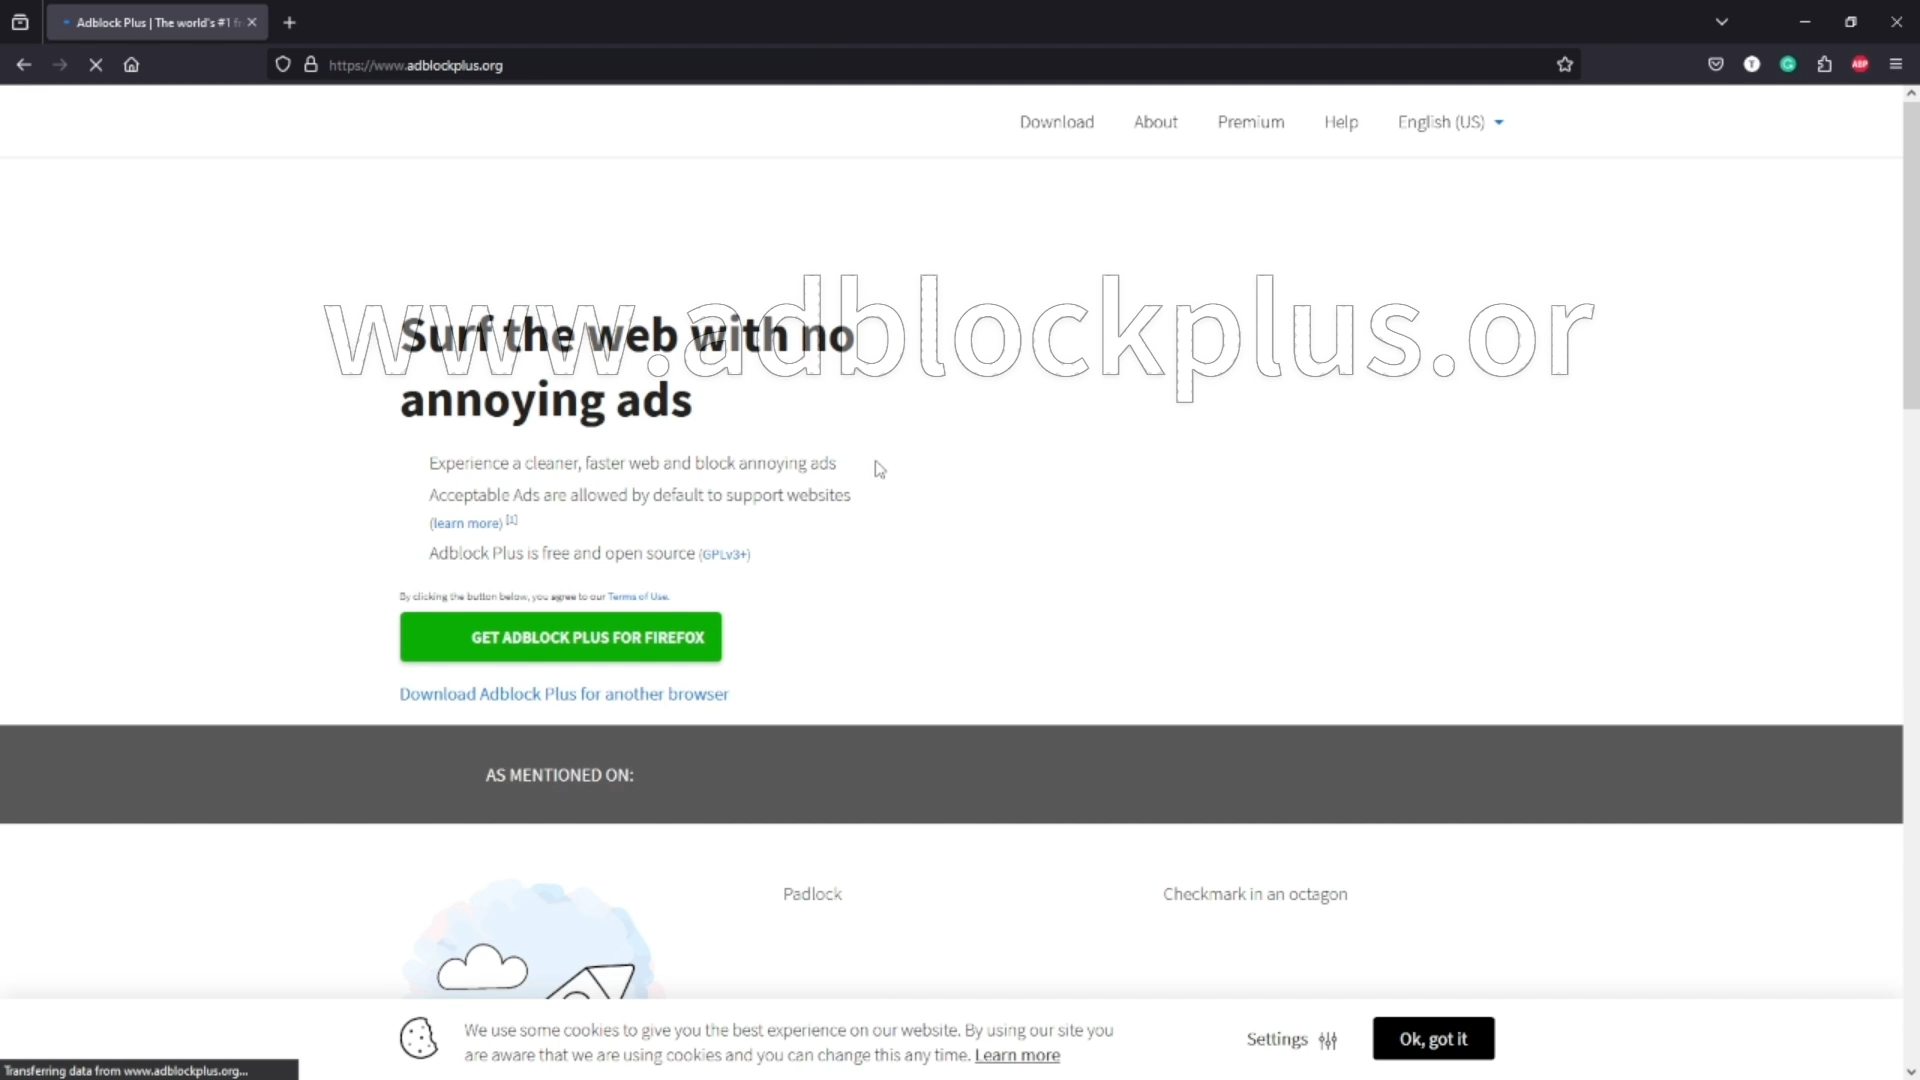 Adblock Plus | The world's #1 fr
https://www.adblockplus.org
ABP
Download
About
Premium
Help
English (US)
www.adblockplus.or
Surf the web with no
annoying ads
Experience a cleaner, faster web and block annoying ads
Acceptable Ads are allowed by default to support websites
(learn more) [1]
Adblock Plus is free and open source (GPLv3+)
By clicking the button below, you agree to our Terms of Use.
GET ADBLOCK PLUS FOR FIREFOX
Download Adblock Plus for another browser
AS MENTIONED ON:
Padlock
Checkmark in an octagon
We use some cookies to give you the best experience on our website. By using our site you
are aware that we are using cookies and you can change this any time. Learn more
Settings
Ok, got it
Transferring data from www.adblockplus.org...